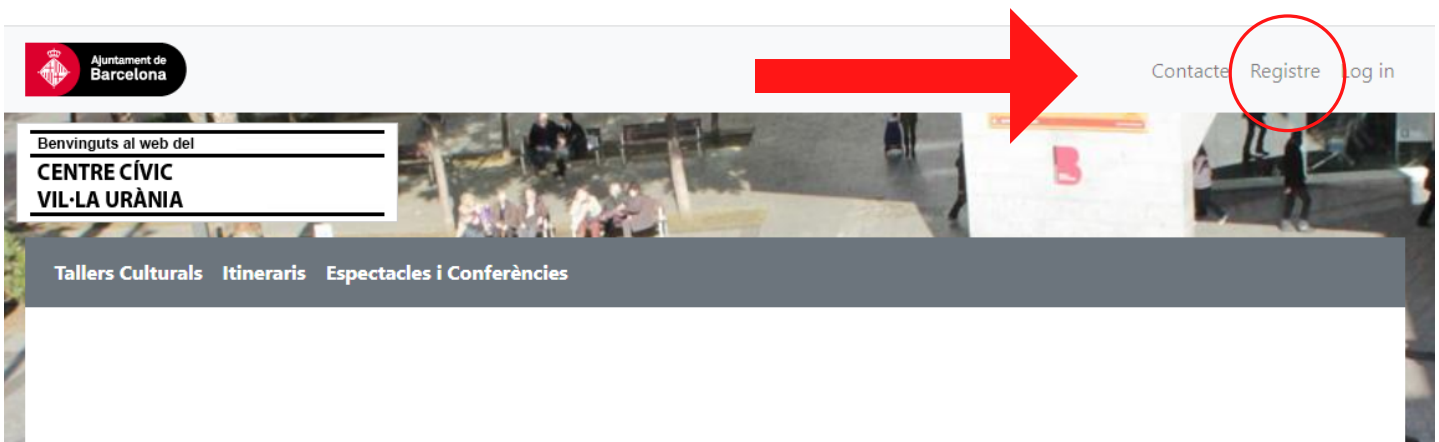 Ajuntament de
Barcelona
Contacte Registre Log in
Benvinguts al web del
CENTRE CÍVIC
VIL·LA URÀNIA
B
Tallers Culturals Itineraris Espectacles i Conferències